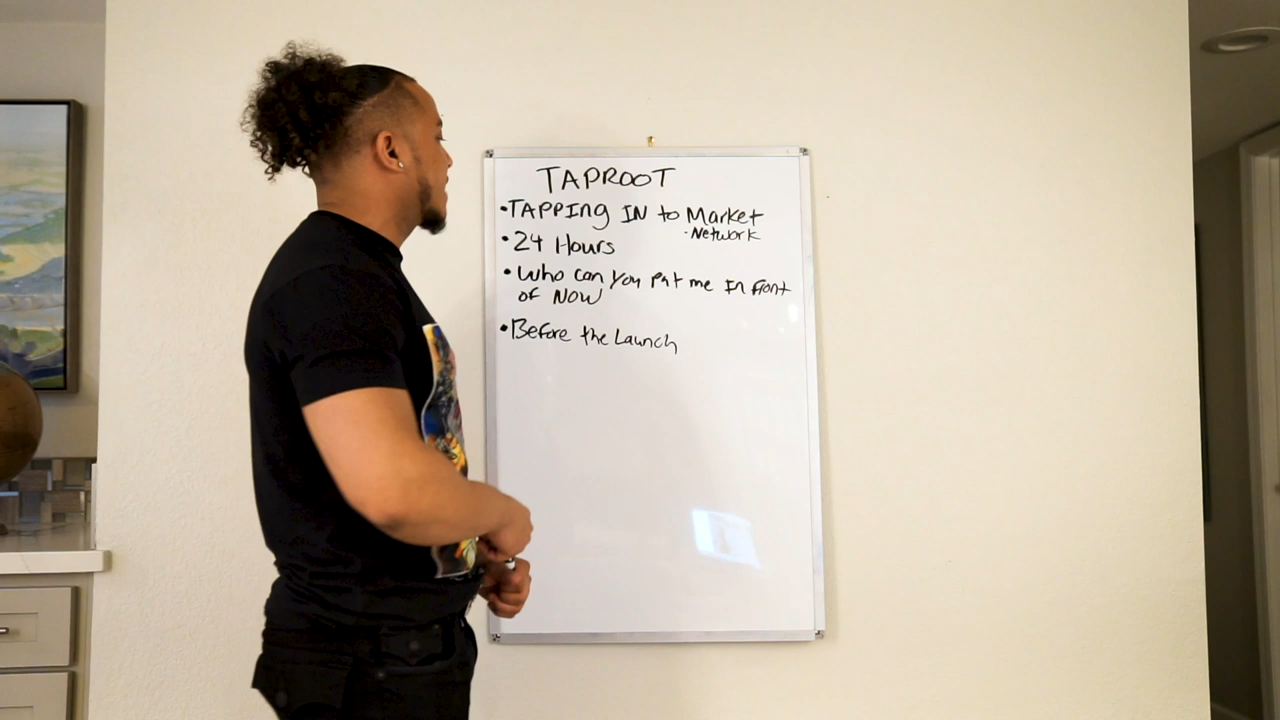 TAPROOT
•TAPPING IN to Market
-Network
•24 Hours
•Who can you put me In front
of Now
•Before the Launch